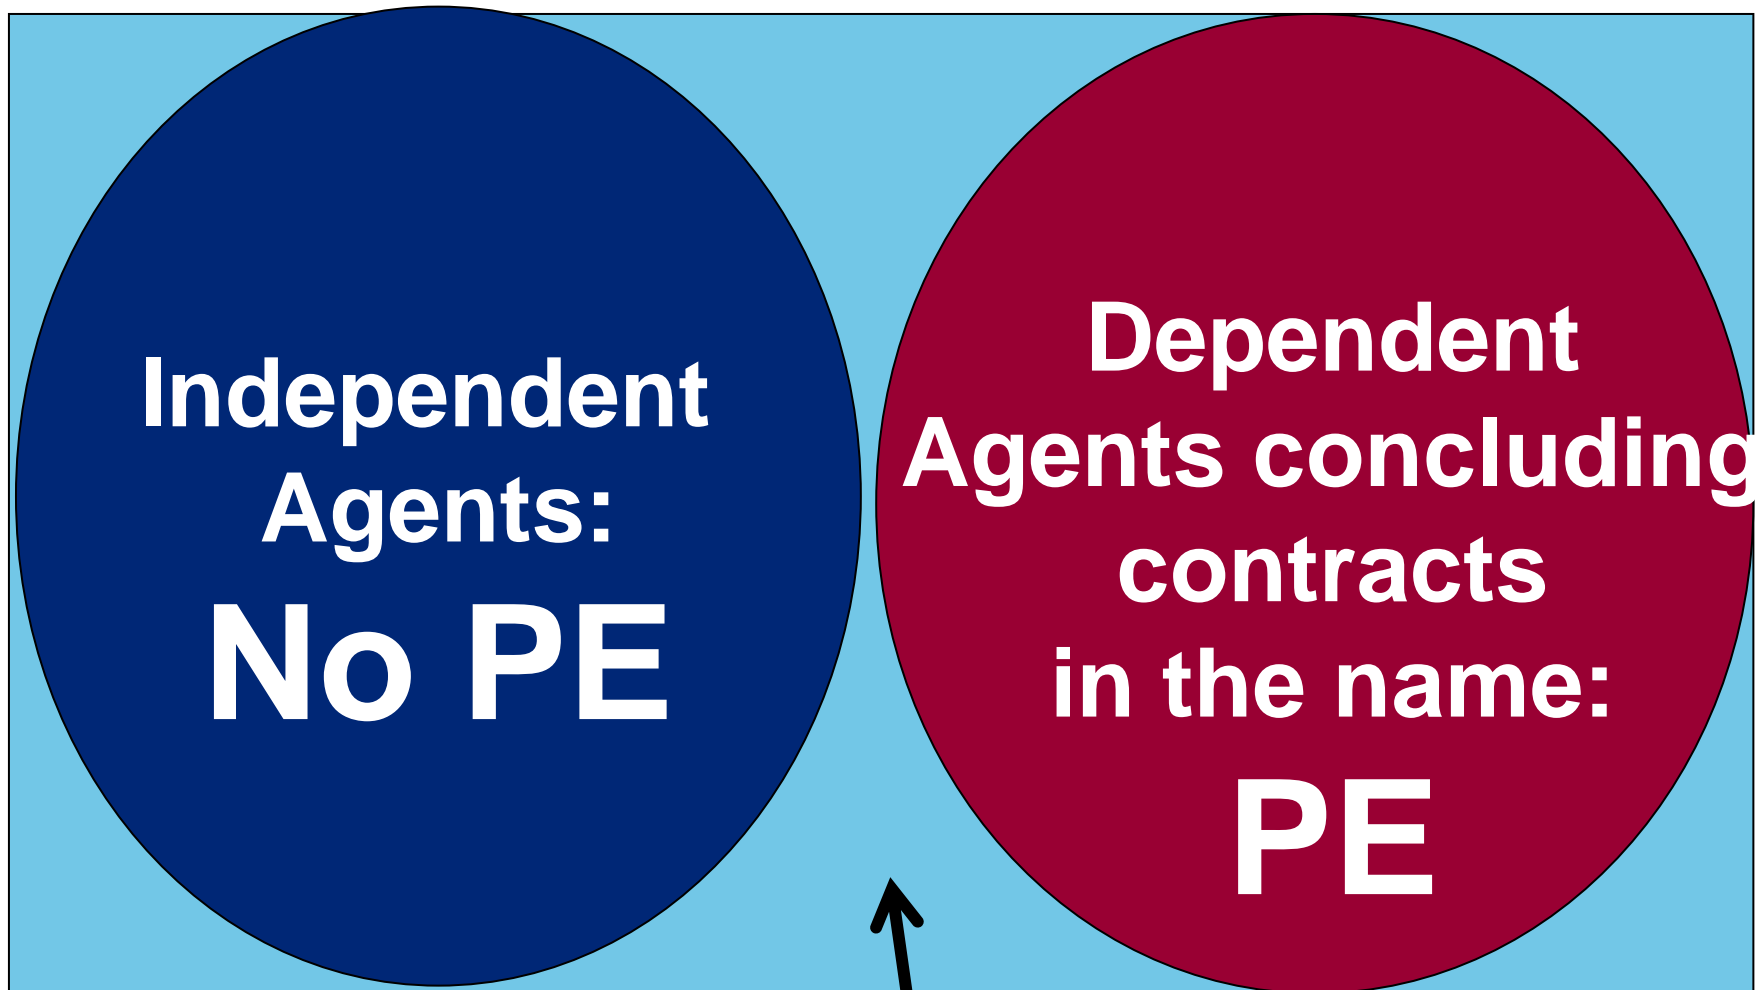 Independent
Agents:
No PE
Dependent
Agents concluding
contracts
in the name:
PE